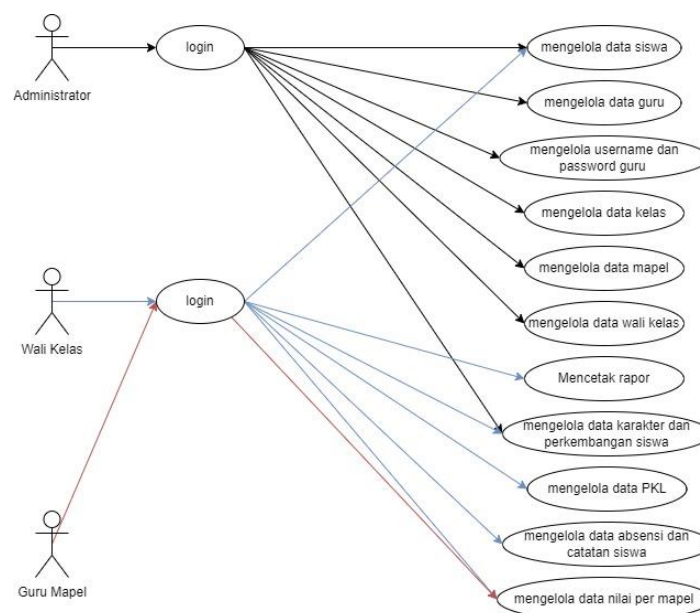 Administrator
login
mengelola data siswa
mengelola data guru
mengelola username dan
password guru
mengelola data kelas
mengelola data mapel
Wali Kelas
login
mengelola data wali kelas
Mencetak rapor
mengelola data karakter dan
perkembangan siswa
mengelola data PKL
mengelola data absensi dan
catatan siswa
Guru Mapel
mengelola data nilai per mapel